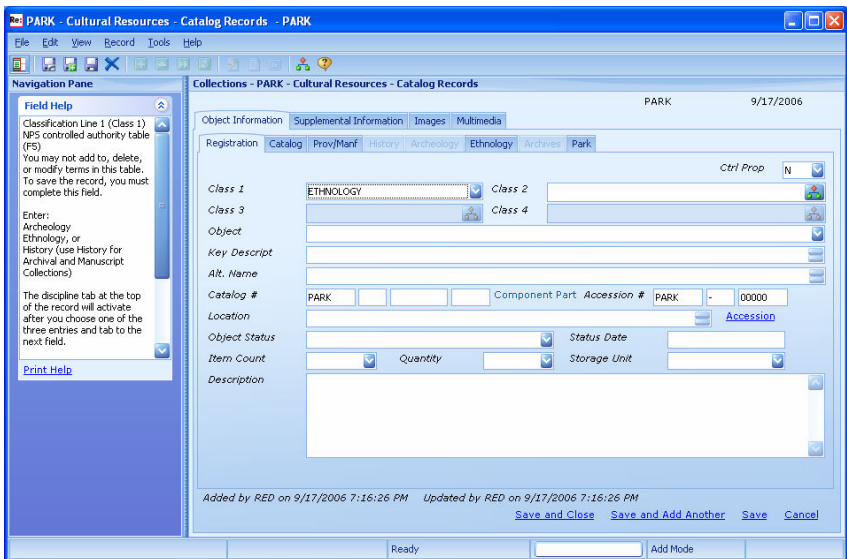 Re: PARK - Cultural Resources - Catalog Records - PARK
File Edit View Record Tools Help
Navigation Pane
Collections - PARK - Cultural Resources - Catalog Records
PARK 9/17/2006
Field Help
Classification Line 1 (Class 1)
NPS controlled authority table
(F5)
You may not add to, delete,
or modify terms in this table.
To save the record, you must
complete this field.
Enter:
Archeology
Ethnology, or
History (use History for
Archival and Manuscript
Collections)
The discipline tab at the top
of the record will activate
after you choose one of the
three entries and tab to the
next field.
Print Help
Object Information Supplemental Information Images Multimedia
Registration Catalog Prov/Manf History Archeology Ethnology Archives Park
Ctrl Prop N
Class 1 ETHNOLOGY Class 2
Class 3 Class 4
Object
Key Descript
Alt. Name
Catalog # PARK Component Part Accession # PARK - 00000
Location Accession
Object Status Status Date
Item Count Quantity Storage Unit
Description
Added by RED on 9/17/2006 7:16:26 PM Updated by RED on 9/17/2006 7:16:26 PM
Save and Close Save and Add Another Save Cancel
Ready Add Mode